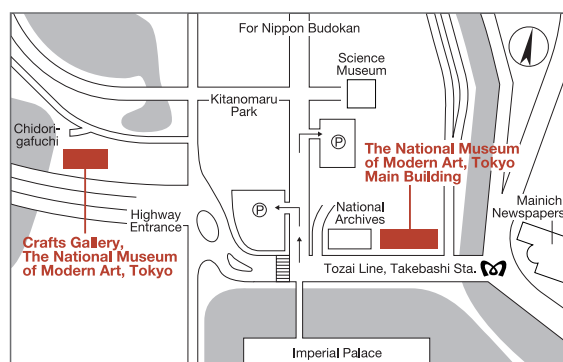 For Nippon Budokan
Science
Museum
Kitanomaru
Park
Chidori-
gafuchi
P
The National Museum
of Modern Art, Tokyo
Main Building
Mainich
Newspapers
National
Archives
P
Highway
Entrance
Crafts Gallery,
The National Museum
of Modern Art, Tokyo
Tozai Line, Takebashi Sta.
Imperial Palace